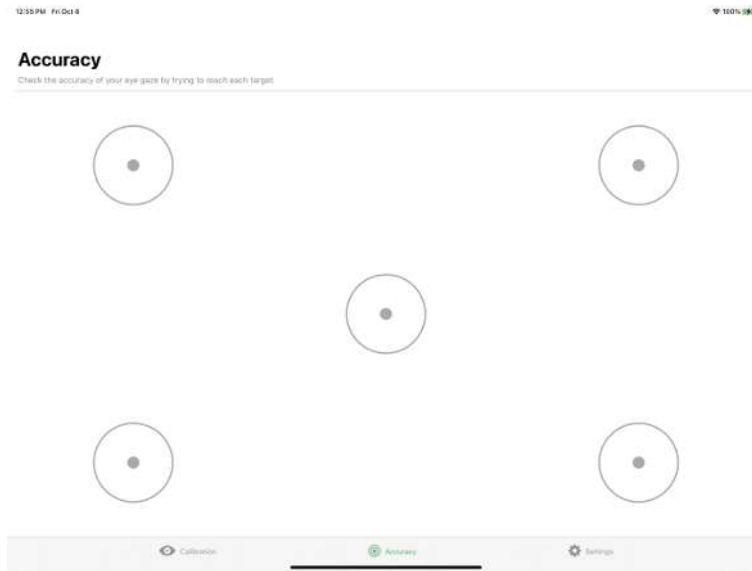 12:55 PM Fri Oct 8
100%
Accuracy
Check the accuracy of your eye gaze by trying to reach each target
Calibration
Accuracy
Settings